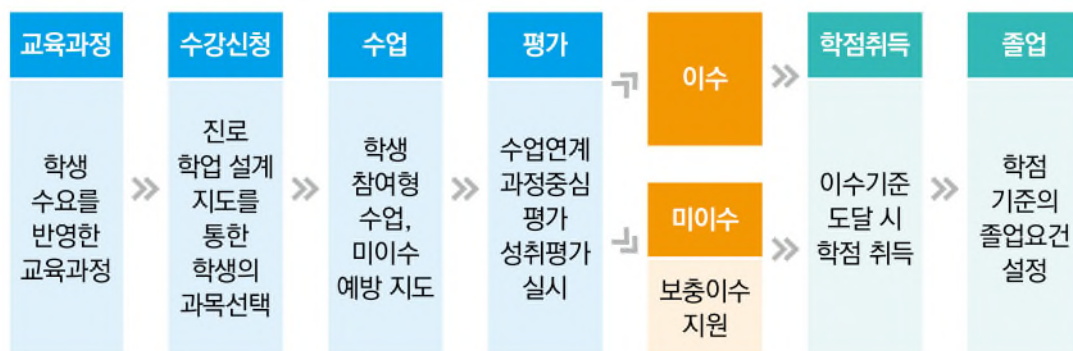 교육과정
학생
수요를
반영한
교육과정
수강신청
진로
학업 설계
지도를
통한
학생의
과목선택
수업
학생
참여형
수업,
미이수
예방 지도
평가
수업연계
과정중심
평가
성취평가
실시
이수
미이수
보충이수
지원
학점취득
이수기준
도달 시
학점 취득
졸업
학점
기준의
졸업요건
설정